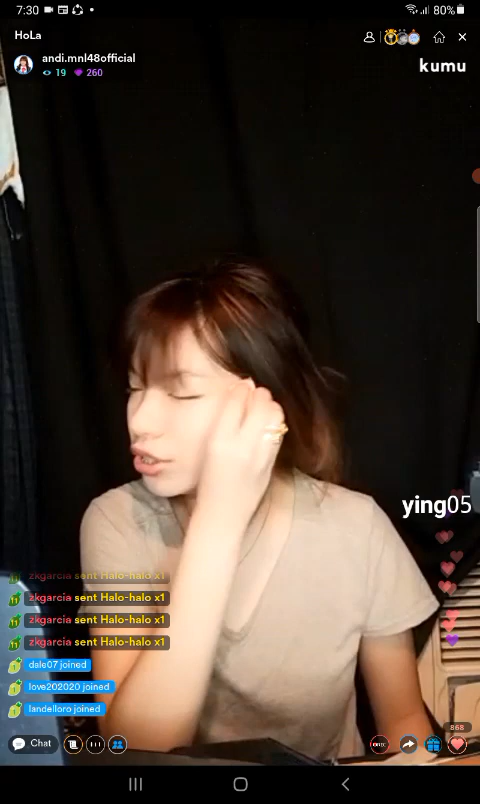 7:30
80%
HoLa
andi.mnl48official
19 260
kumu
ying05
zkgarcia sent Halo-halo x1
zkgarcia sent Halo-halo x1
zkgarcia sent Halo-halo x1
zkgarcia sent Halo-halo x1
dale07 joined
love202020 joined
landelloro joined
868
Chat